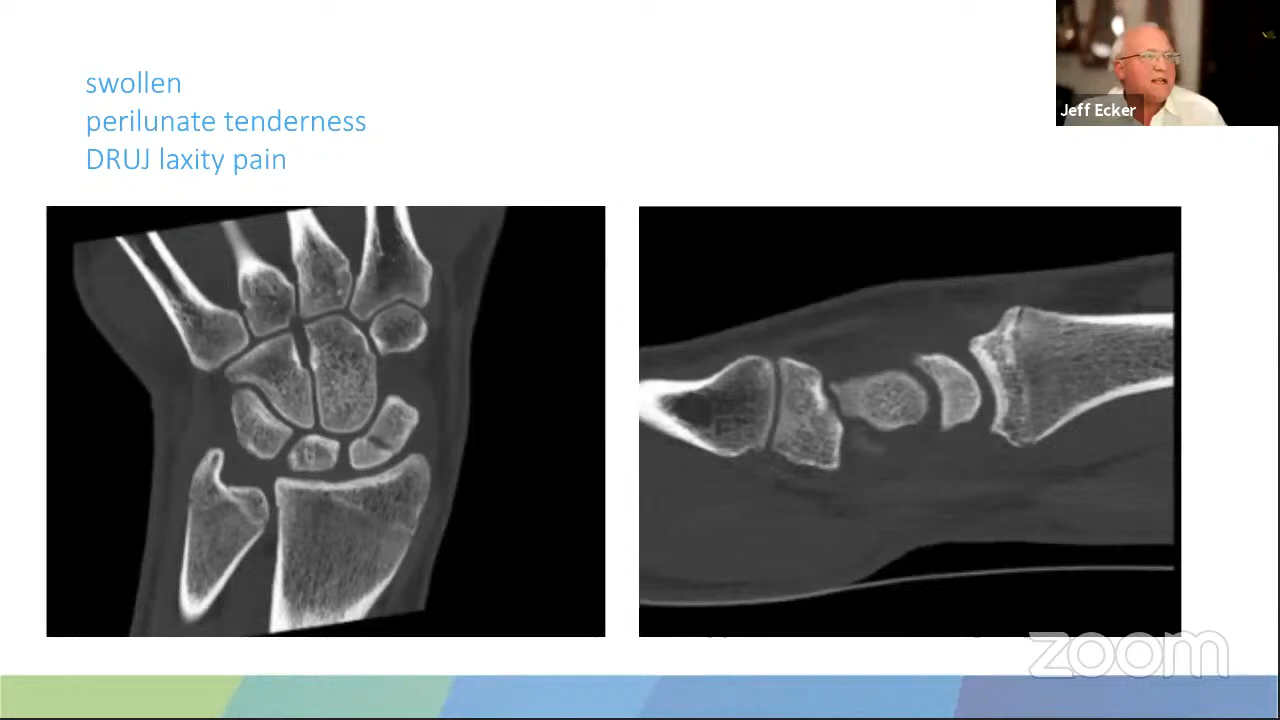 swollen
perilunate tenderness
DRUJ laxity pain
Jeff Ecker
zoom